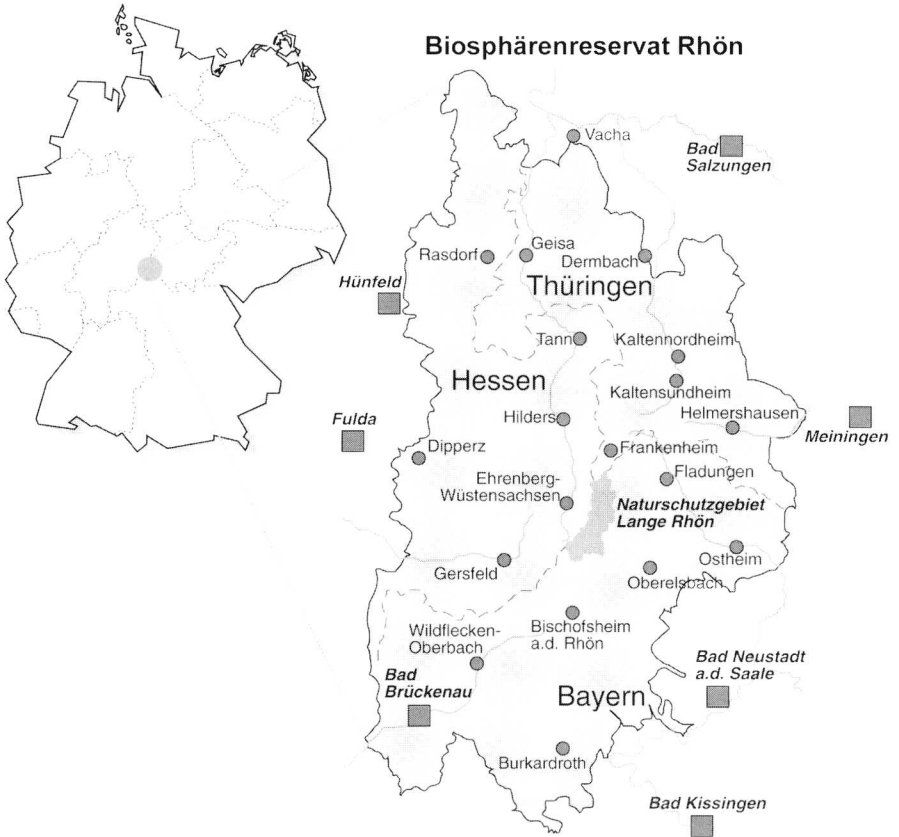 Biosphärenreservat Rhön
Vacha
Bad
Salzungen
Rasdorf
Geisa
Dermbach
Thüringen
Hünfeld
Tann
Kaltennordheim
Hessen
Kaltensundheim
Helmershausen
Fulda
Hilders
Meiningen
Dipperz
Frankenheim
Fladungen
Ehrenberg-
Wüstensachsen
Naturschutzgebiet
Lange Rhön
Ostheim
Gersfeld
Oberelsbach
Wildflecken-
Oberbach
Bischofsheim
a.d. Rhön
Bad Neustadt
a.d. Saale
Bad
Brückenau
Bayern
Burkardroth
Bad Kissingen